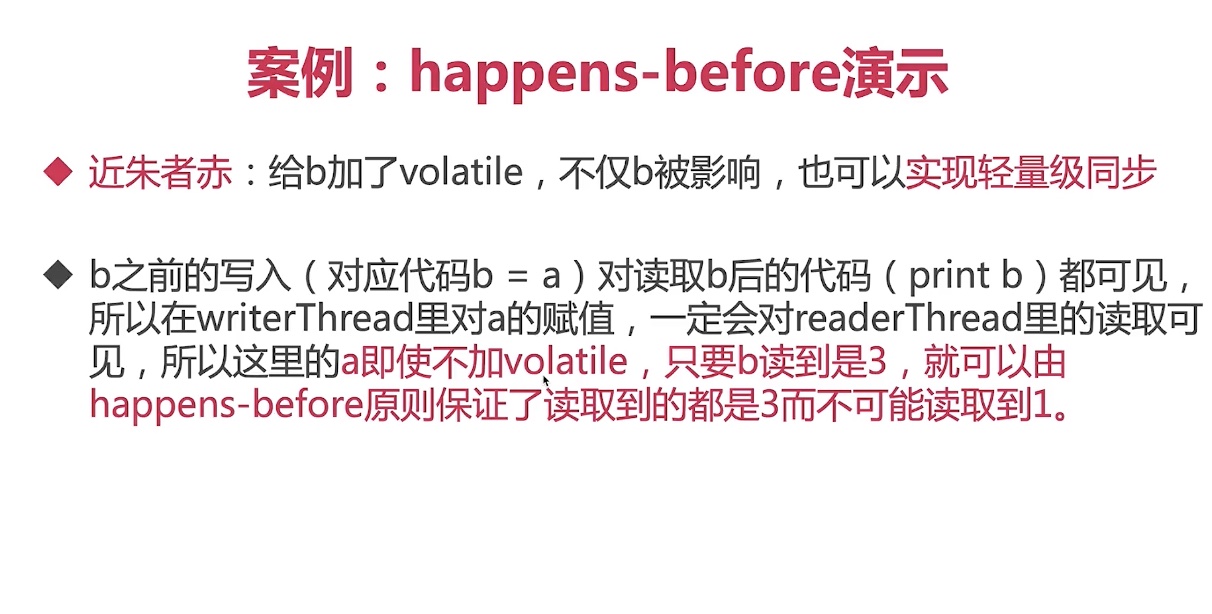 案例：happens-before演示
近朱者赤：给b加了volatile，不仅b被影响，也可以实现轻量级同步
b之前的写入（对应代码b = a）对读取b后的代码（print b）都可见，
所以在writerThread里对a的赋值，一定会对readerThread里的读取可
见，所以这里的a即使不加volatile，只要b读到是3，就可以由
happens-before原则保证了读取到的都是3而不可能读取到1。